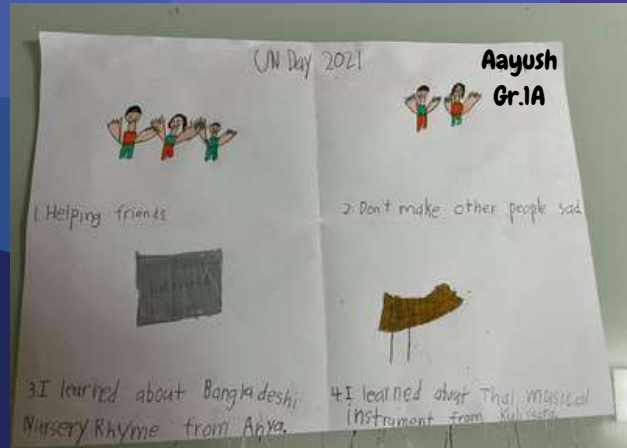 UN Day 2021
Aayush
Gr.1A
1. Helping friends
2. Don't make other people sad
3. I learned about Bangladeshi
Nursery Rhyme from Anya.
4. I learned about Thai musical
instrument from